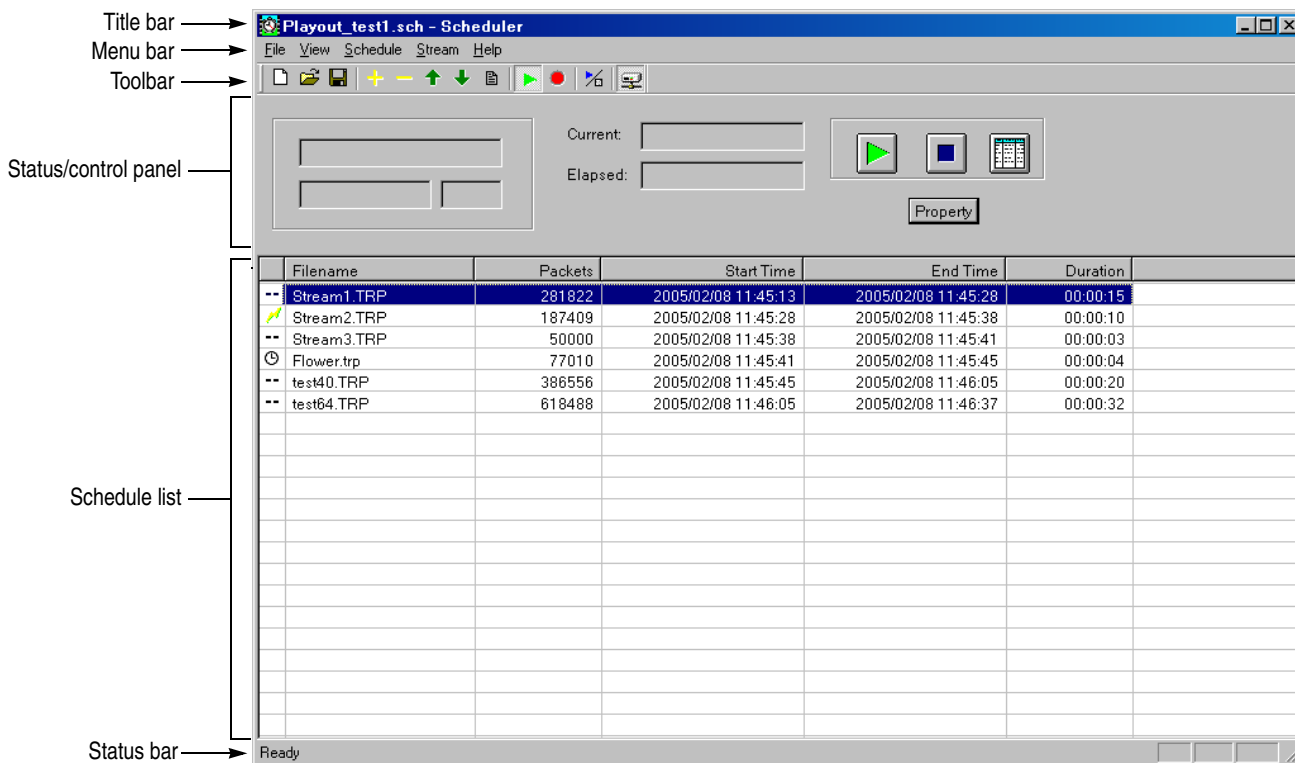 Title bar
Playout_test1.sch - Scheduler
Menu bar
File View Schedule Stream Help
Toolbar
Status/control panel
Current:
Elapsed:
Property
Schedule list
Filename Packets Start Time End Time Duration
-- Stream1.TRP 281822 2005/02/08 11:45:13 2005/02/08 11:45:28 00:00:15
Stream2.TRP 187409 2005/02/08 11:45:28 2005/02/08 11:45:38 00:00:10
-- Stream3.TRP 50000 2005/02/08 11:45:38 2005/02/08 11:45:41 00:00:03
Flower.trp 77010 2005/02/08 11:45:41 2005/02/08 11:45:45 00:00:04
-- test40.TRP 386556 2005/02/08 11:45:45 2005/02/08 11:46:05 00:00:20
-- test64.TRP 618488 2005/02/08 11:46:05 2005/02/08 11:46:37 00:00:32
Status bar
Ready